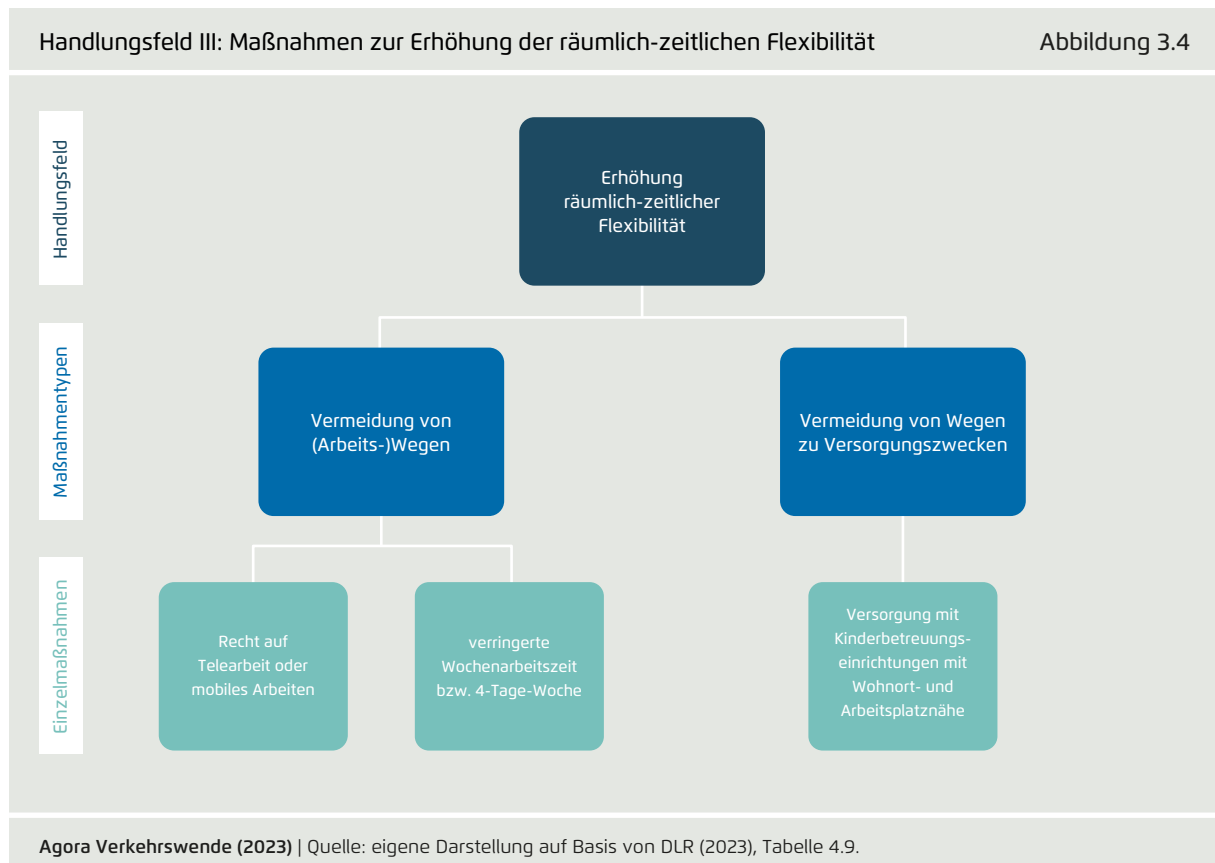 Handlungsfeld III: Maßnahmen zur Erhöhung der räumlich-zeitlichen Flexibilität
Abbildung 3.4
Handlungsfeld
Erhöhung
räumlich-zeitlicher
Flexibilität
Maßnahmentypen
Vermeidung von
(Arbeits-)Wegen
Vermeidung von Wegen
zu Versorgungszwecken
Einzelmaßnahmen
Recht auf
Telearbeit oder
mobiles Arbeiten
verringerte
Wochenarbeitszeit
bzw. 4-Tage-Woche
Versorgung mit
Kinderbetreuungs-
einrichtungen mit
Wohnort- und
Arbeitsplatznähe
Agora Verkehrswende (2023) | Quelle: eigene Darstellung auf Basis von DLR (2023), Tabelle 4.9.